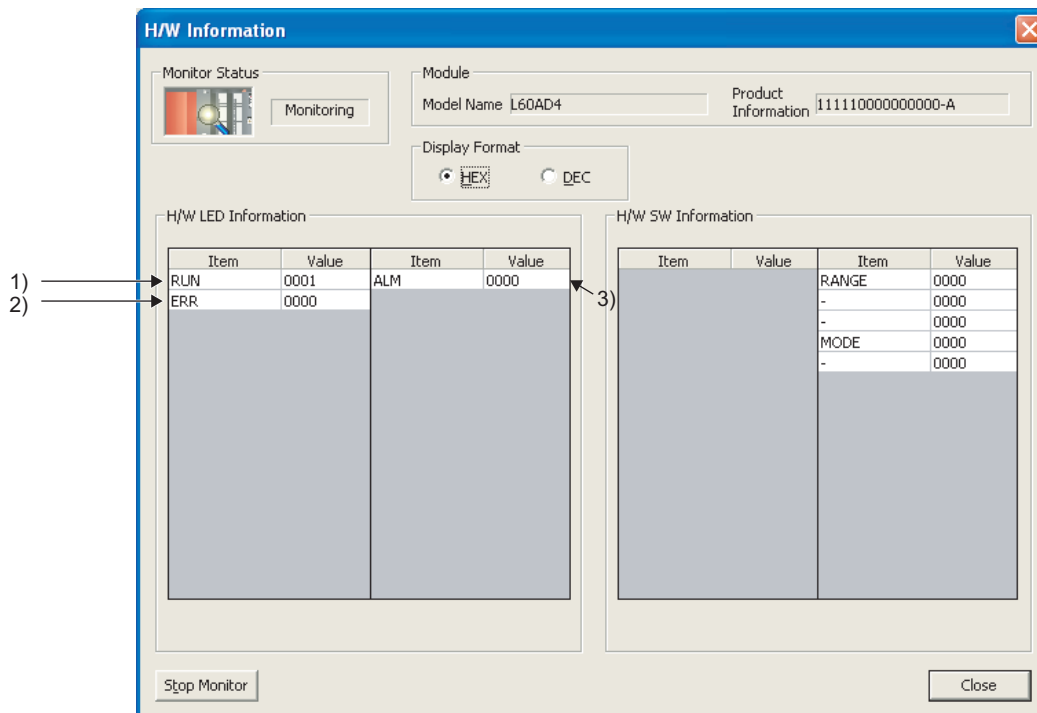 H/W Information
Monitor Status
Monitoring
Module
Model Name L60AD4
Product Information 111110000000000-A
Display Format
HEX DEC
H/W LED Information
Item Value Item Value
1) RUN 0001 ALM 0000 3)
2) ERR 0000
H/W SW Information
Item Value Item Value
RANGE 0000
- 0000
- 0000
MODE 0000
- 0000
Stop Monitor
Close